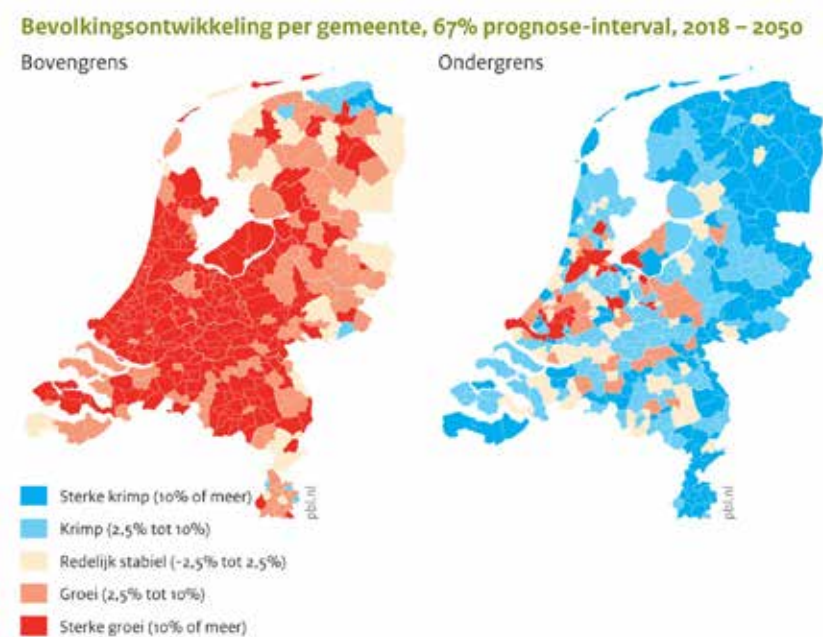 Bevolkingsontwikkeling per gemeente, 67% prognose-interval, 2018 – 2050
Bovengrens
Ondergrens
Sterke krimp (10% of meer)
Krimp (2,5% tot 10%)
Redelijk stabiel (-2,5% tot 2,5%)
Groei (2,5% tot 10%)
Sterke groei (10% of meer)
pbl.nl
pbl.nl